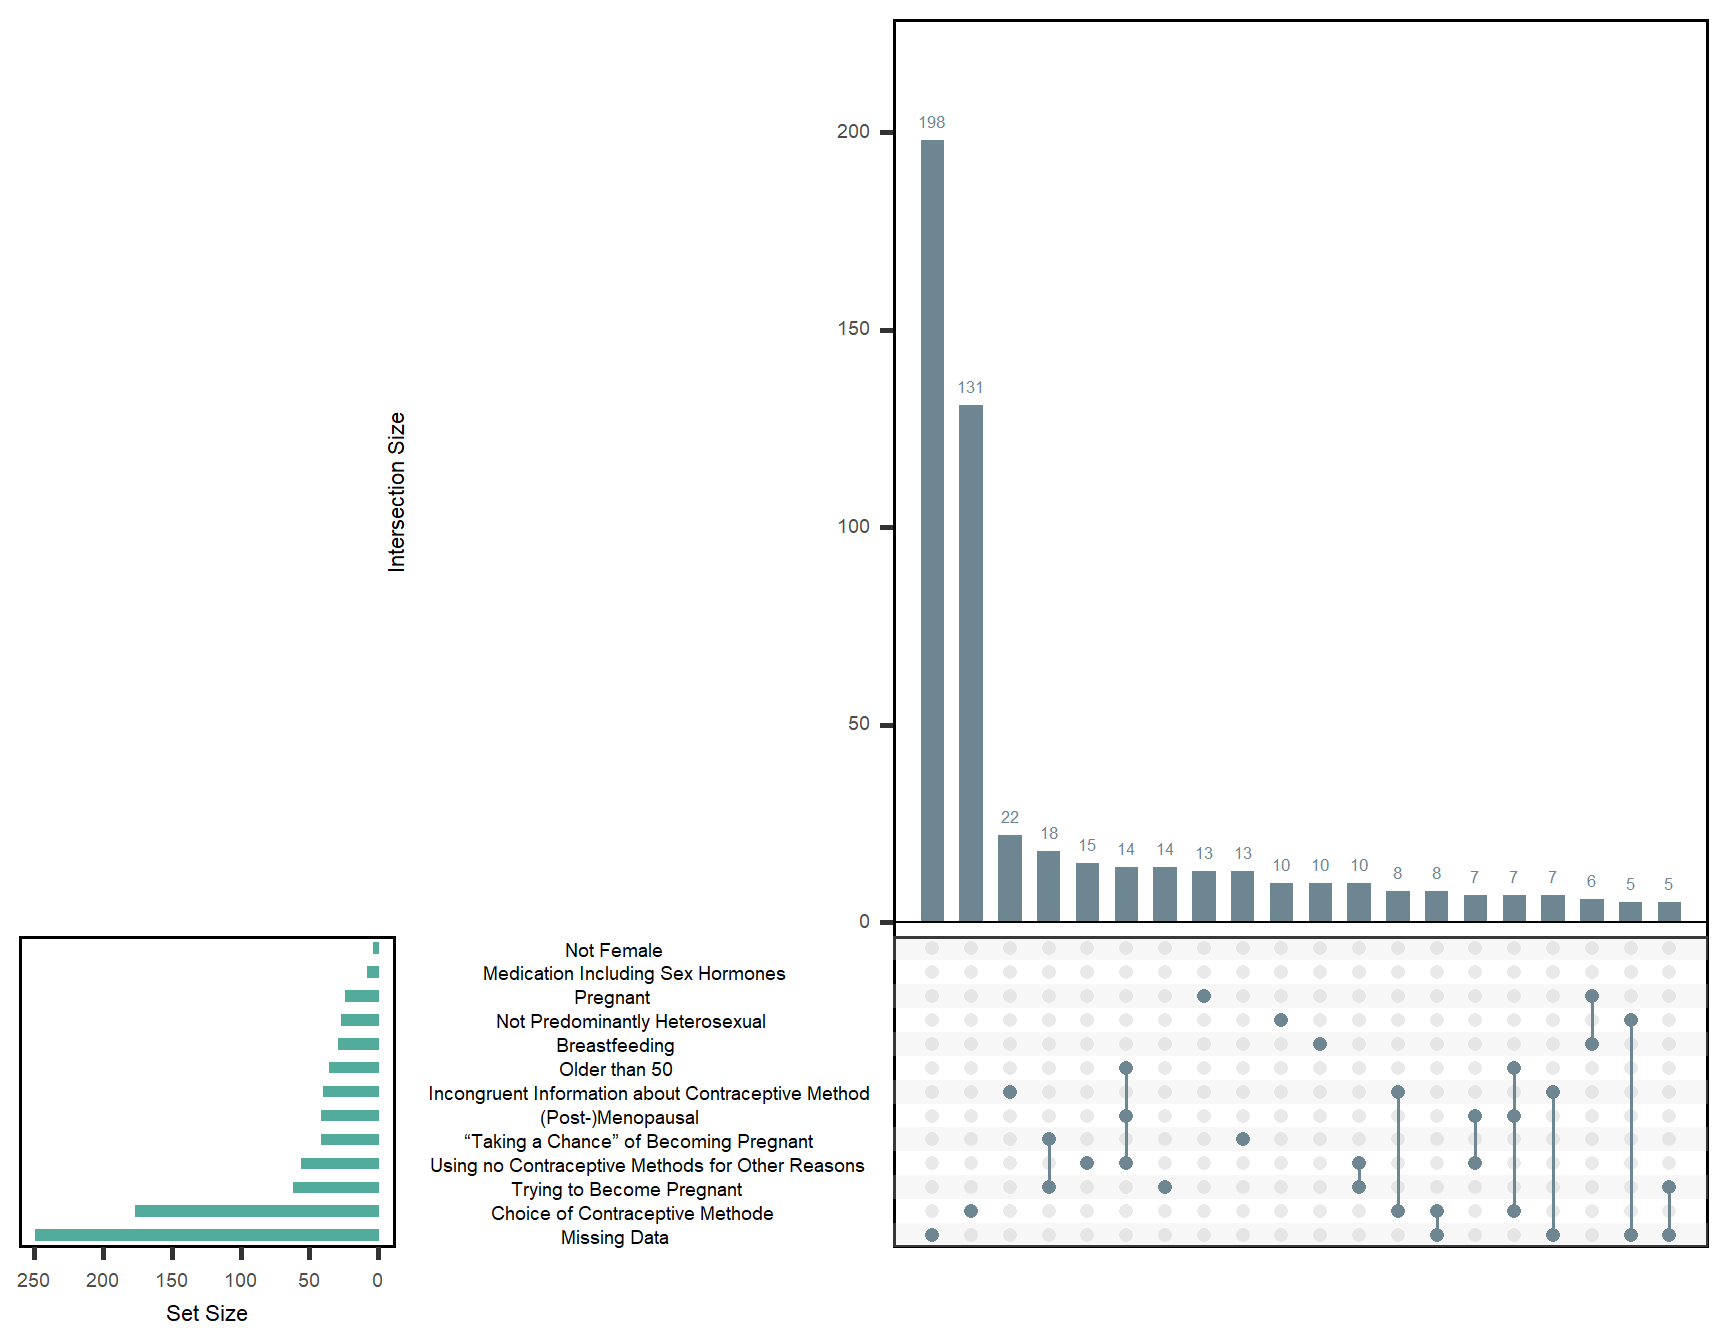 198
200
150
131
Intersection Size
100
50
22
18
15
14
14
13
13
10
10
10
8
8
7
7
7
6
5
5
0
Not Female
Medication Including Sex Hormones
Pregnant
Not Predominantly Heterosexual
Breastfeeding
Older than 50
Incongruent Information about Contraceptive Method
(Post-)Menopausal
“Taking a Chance” of Becoming Pregnant
Using no Contraceptive Methods for Other Reasons
Trying to Become Pregnant
Choice of Contraceptive Methode
Missing Data
250 200 150 100 50 0
Set Size